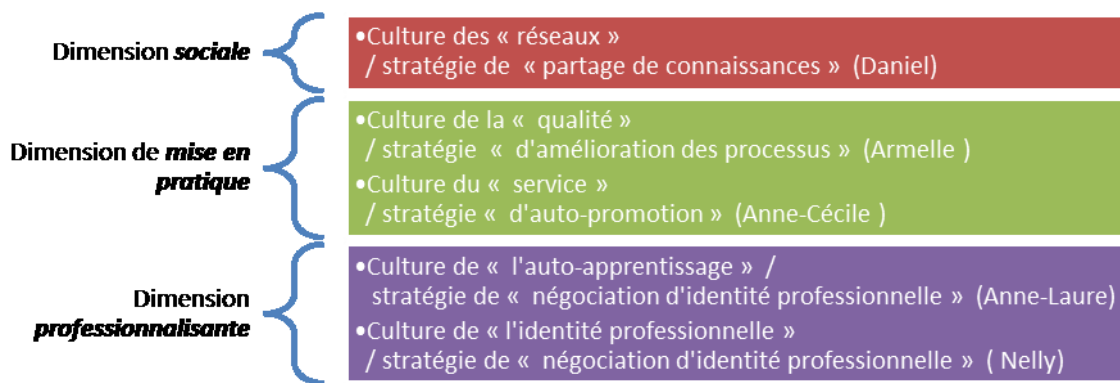 Dimension sociale
•Culture des « réseaux »
/ stratégie de « partage de connaissances » (Daniel)
Dimension de mise en
pratique
•Culture de la « qualité »
/ stratégie « d'amélioration des processus » (Armelle )
•Culture du « service »
/ stratégie « d'auto-promotion » (Anne-Cécile )
Dimension
professionnalisante
•Culture de « l'auto-apprentissage » /
stratégie de « négociation d'identité professionnelle » (Anne-Laure)
•Culture de « l'identité professionnelle »
/ stratégie de « négociation d'identité professionnelle » ( Nelly)